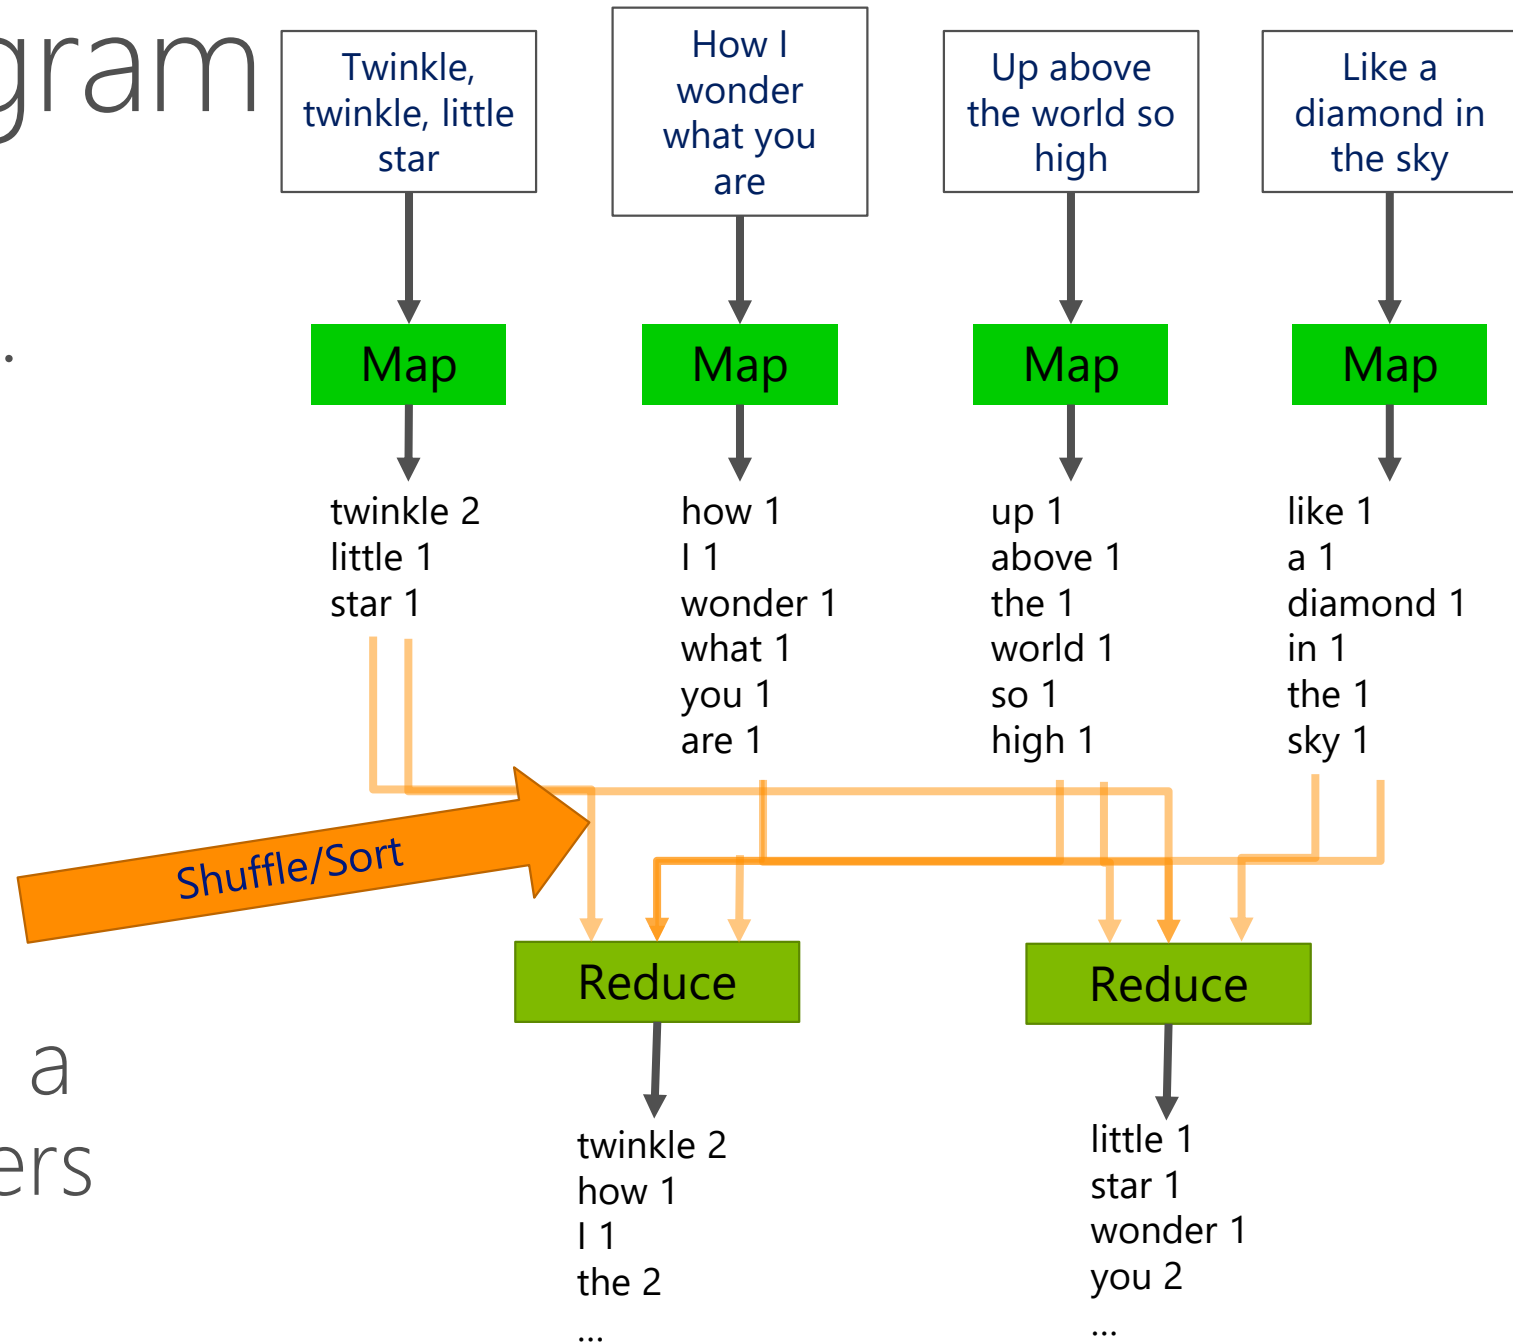 gram
Twinkle,
twinkle, little
star
How I
wonder
what you
are
Up above
the world so
high
Like a
diamond in
the sky
.
Map
Map
Map
Map
twinkle 2
little 1
star 1
how 1
I 1
wonder 1
what 1
you 1
are 1
up 1
above 1
the 1
world 1
so 1
high 1
like 1
a 1
diamond 1
in 1
the 1
sky 1
Shuffle/Sort
Reduce
Reduce
a
ers
twinkle 2
how 1
I 1
the 2
...
little 1
star 1
wonder 1
you 2
...